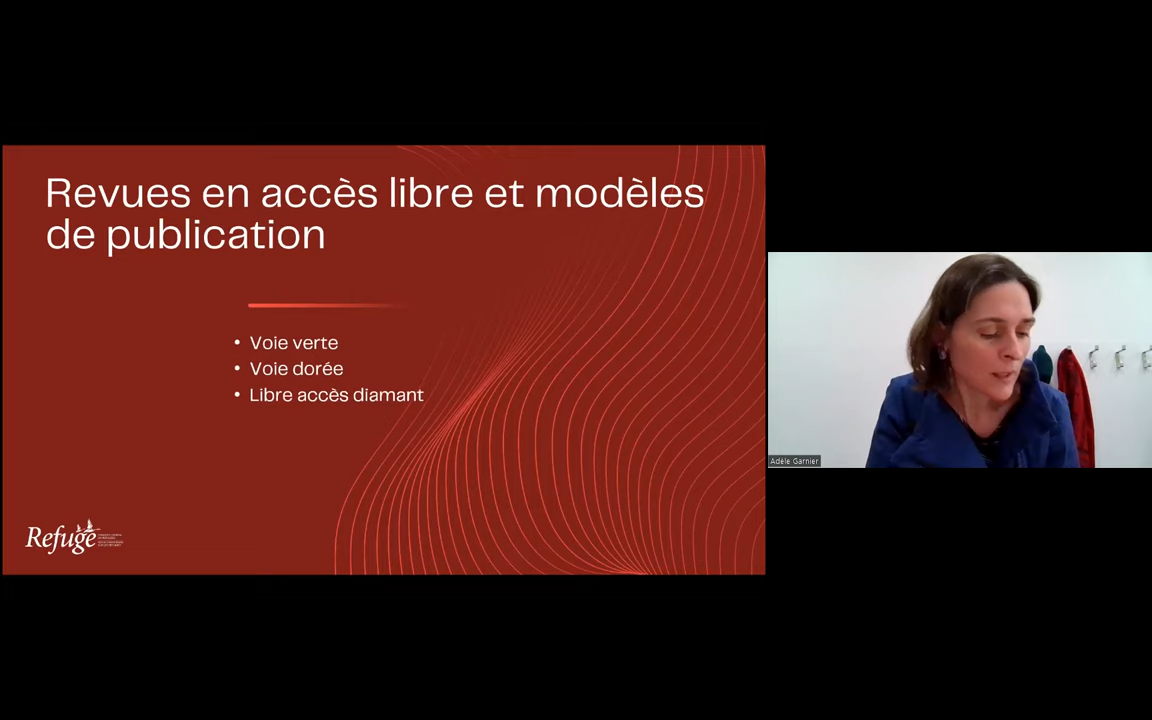 Revues en accès libre et modèles
de publication
• Voie verte
• Voie dorée
• Libre accès diamant
Refuge
Adèle Garnier